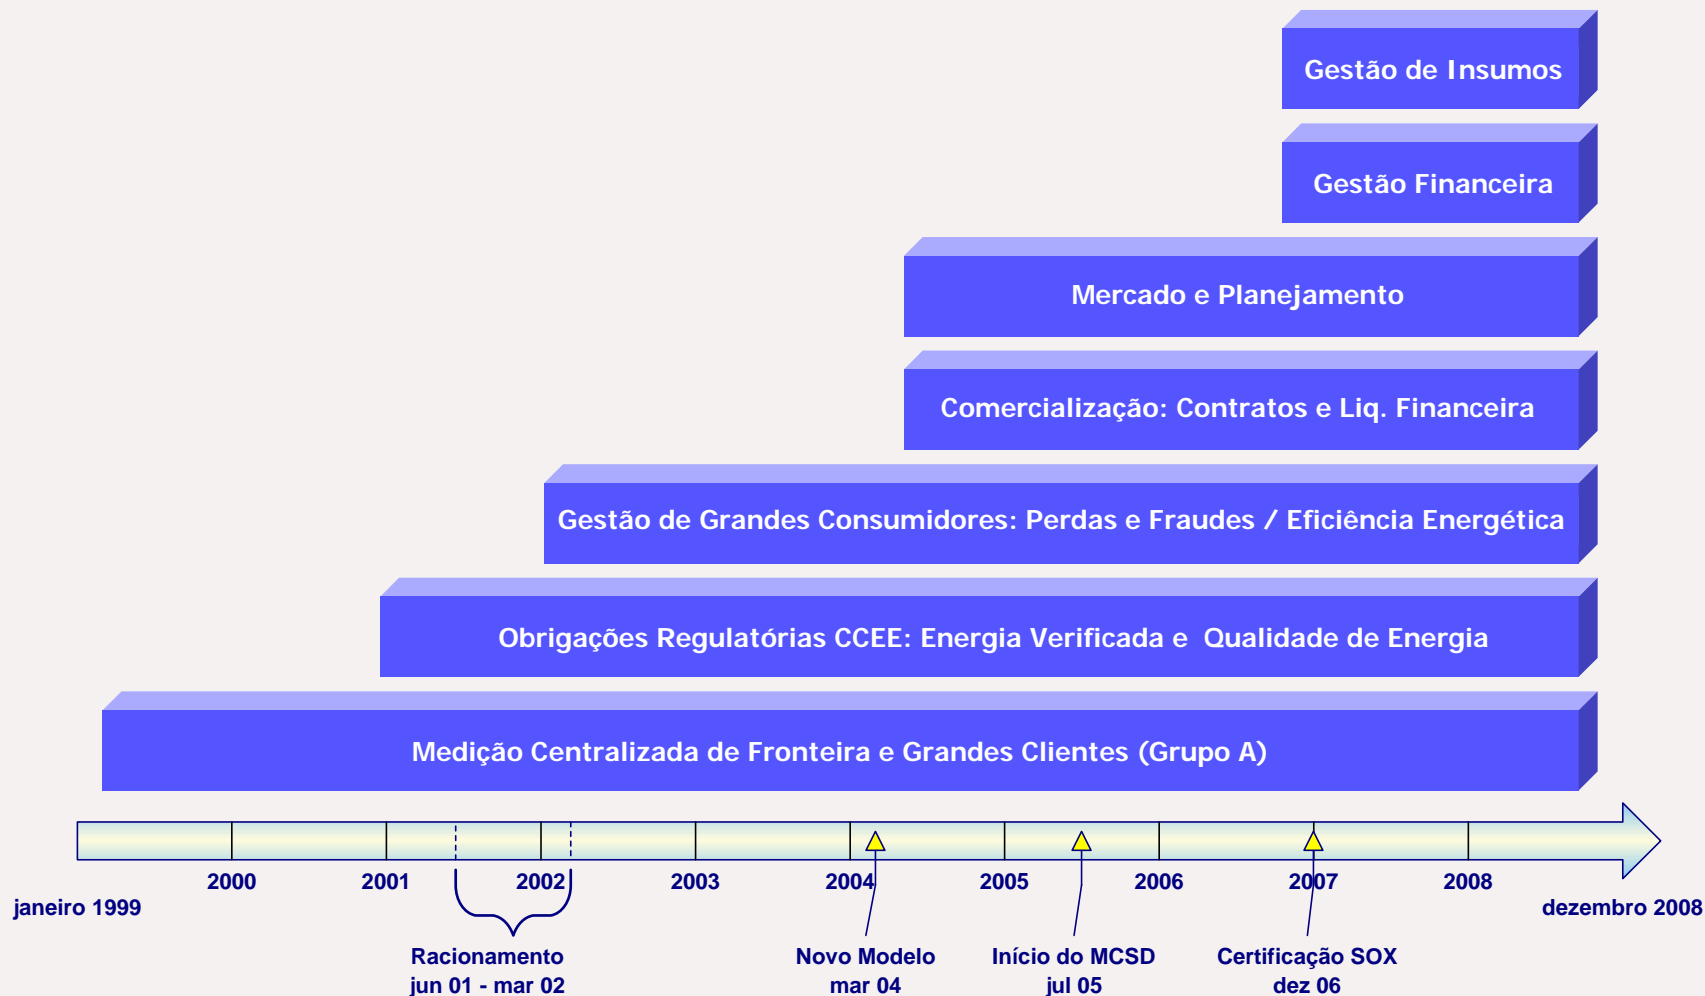 Gestão de Insumos
Gestão Financeira
Mercado e Planejamento
Comercialização: Contratos e Liq. Financeira
Gestão de Grandes Consumidores: Perdas e Fraudes / Eficiência Energética
Obrigações Regulatórias CCEE: Energia Verificada e Qualidade de Energia
Medição Centralizada de Fronteira e Grandes Clientes (Grupo A)
2000 2001 2002 2003 2004 2005 2006 2007 2008
janeiro 1999 dezembro 2008
Racionamento
jun 01 - mar 02
Novo Modelo
mar 04
Início do MCSD
jul 05
Certificação SOX
dez 06